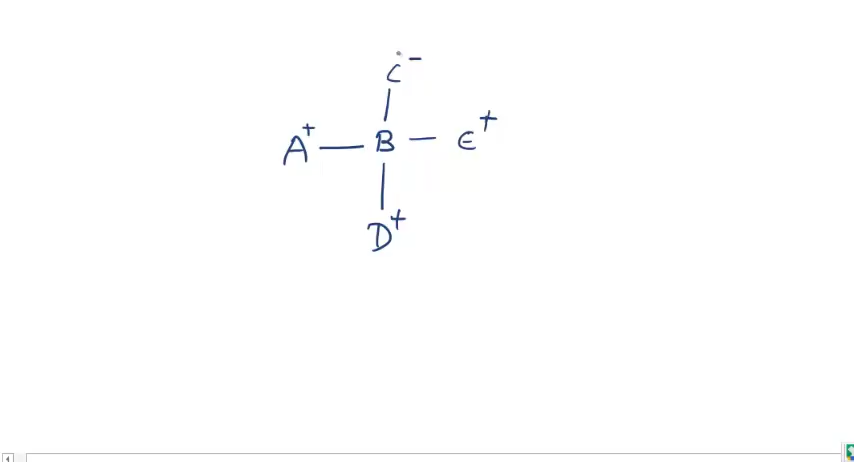 C⁻
A⁺ — B — E⁺
D⁺